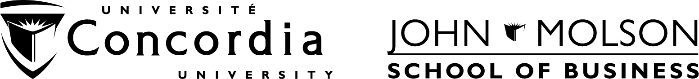 UNIVERSITÉ
Concordia
UNIVERSITY
JOHN MOLSON
SCHOOL OF BUSINESS